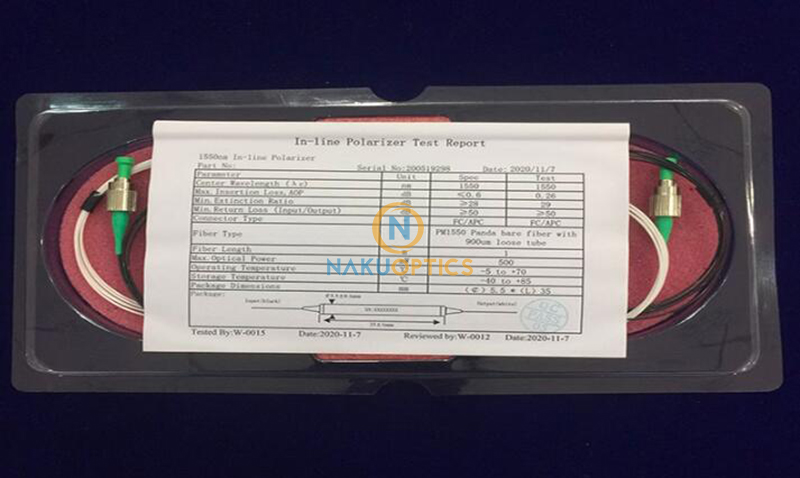 In-line Polarizer Test Report
1550nm In-line Polarizer
Part No: Serial No:200519298 Date: 2020/11/7
Parameter Unit Spec Test
Center Wavelength (λc) nm 1550 1550
Max. Insertion Loss, AOP dB ≤0.6 0.26
Min. Extinction Ratio dB ≥28 29
Min. Return Loss (Input/Output) ≥50 ≥50
Connector Type FC/APC FC/APC
Fiber Type PM1550 Panda bare fiber with
900um loose tube
Fiber Length 1
Max. Optical Power 500
Operating Temperature -5 to +70
Storage Temperature ℃ -40 to +85
Package Dimensions mm (¢) 5.5 * (L) 35
Package:
Input(black) Output(white)
Tested By:W-0015 Date:2020-11-7 Reviewed by:W-0012 Date:2020-11-7
N
NAKUOPTICS